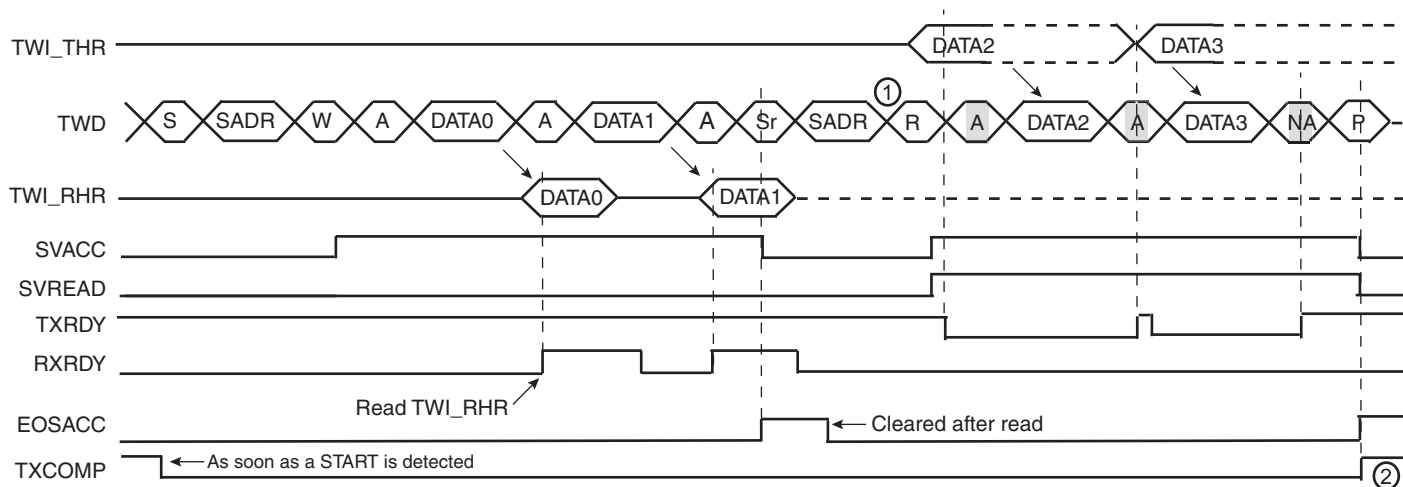 TWI_THR DATA2 DATA3
①
TWD S SADR W A DATA0 A DATA1 A Sr SADR R A DATA2 A DATA3 NA P
TWI_RHR DATA0 DATA1
SVACC
SVREAD
TXRDY
RXRDY
Read TWI_RHR
EOSACC Cleared after read
TXCOMP As soon as a START is detected ②